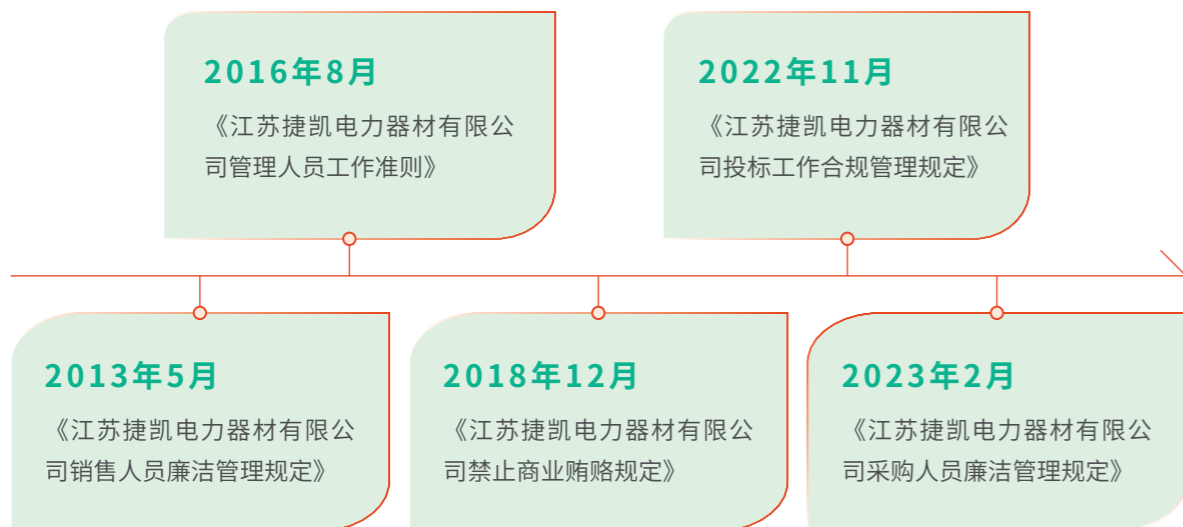 2016年8月
《江苏捷凯电力器材有限公
司管理人员工作准则》
2022年11月
《江苏捷凯电力器材有限公
司投标工作合规管理规定》
2013年5月
《江苏捷凯电力器材有限公
司销售人员廉洁管理规定》
2018年12月
《江苏捷凯电力器材有限公
司禁止商业贿赂规定》
2023年2月
《江苏捷凯电力器材有限公
司采购人员廉洁管理规定》